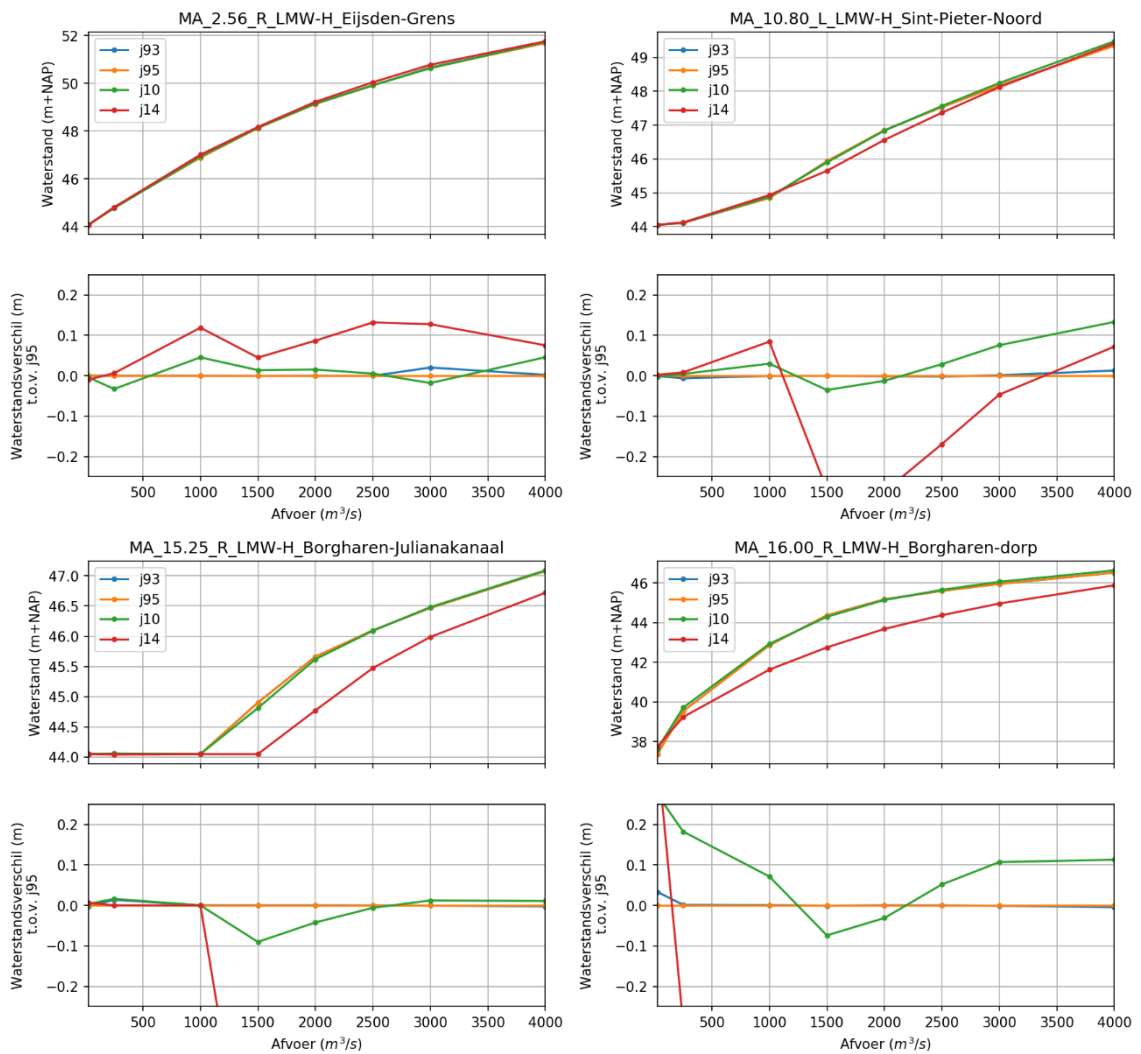 MA_2.56_R_LMW-H_Eijsden-Grens
52
50
48
46
44
Waterstand (m+NAP)
j93
j95
j10
j14
0.2
0.1
0.0
−0.1
−0.2
Waterstandsverschil (m)
t.o.v. j95
500 1000 1500 2000 2500 3000 3500 4000
Afvoer (m³/s)
MA_10.80_L_LMW-H_Sint-Pieter-Noord
49
48
47
46
45
44
Waterstand (m+NAP)
j93
j95
j10
j14
0.2
0.1
0.0
−0.1
−0.2
Waterstandsverschil (m)
t.o.v. j95
500 1000 1500 2000 2500 3000 3500 4000
Afvoer (m³/s)
MA_15.25_R_LMW-H_Borgharen-Julianakanaal
47.0
46.5
46.0
45.5
45.0
44.5
44.0
Waterstand (m+NAP)
j93
j95
j10
j14
0.2
0.1
0.0
−0.1
−0.2
Waterstandsverschil (m)
t.o.v. j95
500 1000 1500 2000 2500 3000 3500 4000
Afvoer (m³/s)
MA_16.00_R_LMW-H_Borgharen-dorp
46
44
42
40
38
Waterstand (m+NAP)
j93
j95
j10
j14
0.2
0.1
0.0
−0.1
−0.2
Waterstandsverschil (m)
t.o.v. j95
500 1000 1500 2000 2500 3000 3500 4000
Afvoer (m³/s)